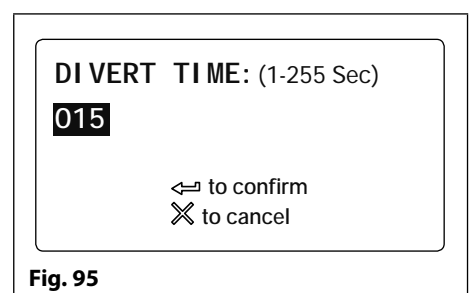 DIVERT TIME: (1-255 Sec)
015
to confirm
to cancel
Fig. 95